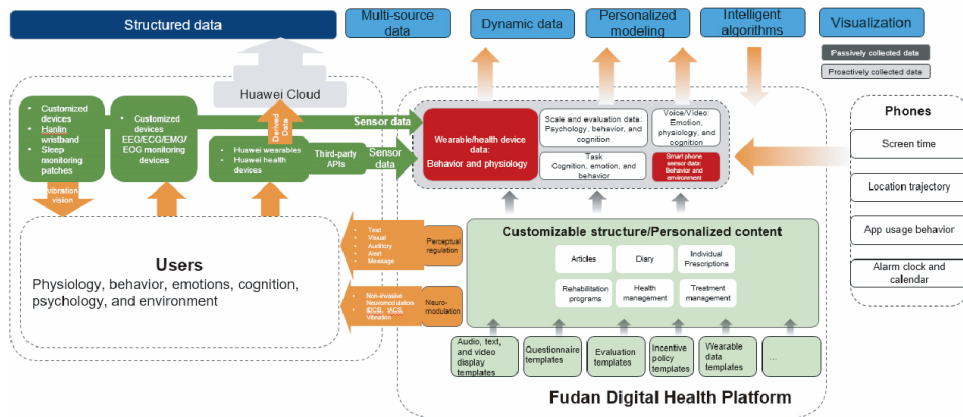 Structured data
Multi-source
data
Dynamic data
Personalized
modeling
Intelligent
algorithms
Visualization
Passively collected data
Proactively collected data
Huawei Cloud
Customized
devices
Hanlin
wristband
Sleep
monitoring
patches
Customized
devices
EEG/ECG/EMG/
EOG monitoring
devices
Derived
Data
Huawei wearables
Huawei health
devices
Third-party
APIs
Sensor data
Sensor
data
vibration
vision
Wearable/health device
data:
Behavior and physiology
Scale and evaluation data:
Psychology, behavior, and
cognition
Voice/Video:
Emotion,
physiology, and
cognition
Task
Cognition, emotion, and
behavior
Smart phone
sensor data:
Behavior and
environment
Phones
Screen time
Location trajectory
App usage behavior
Alarm clock and
calendar
Users
Physiology, behavior, emotions, cognition,
psychology, and environment
Text
Visual
Auditory
Alert
Message
Perceptual
regulation
Non-invasive
Neuromodulation
Vibration
Neuro-
modulation
Customizable structure/Personalized content
Articles
Diary
Individual
Prescriptions
Rehabilitation
programs
Health
management
Treatment
management
Audio, text,
and video
display
templates
Questionnaire
templates
Evaluation
templates
Incentive
policy
templates
Wearable
data
templates
...
Fudan Digital Health Platform